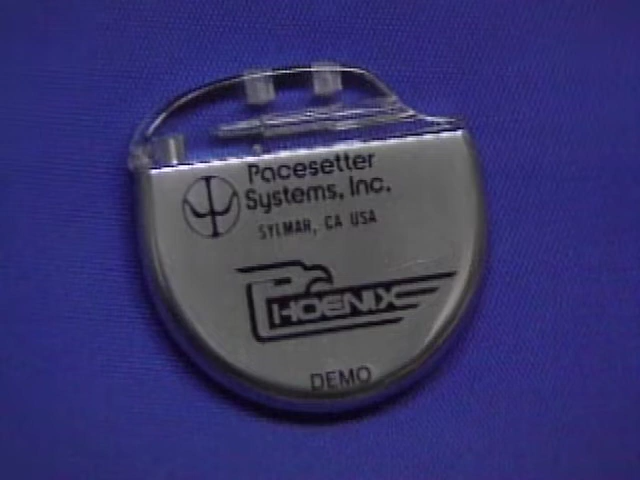 Pacesetter
Systems, Inc.
SYLMAR, CA USA
PHOENIX
DEMO